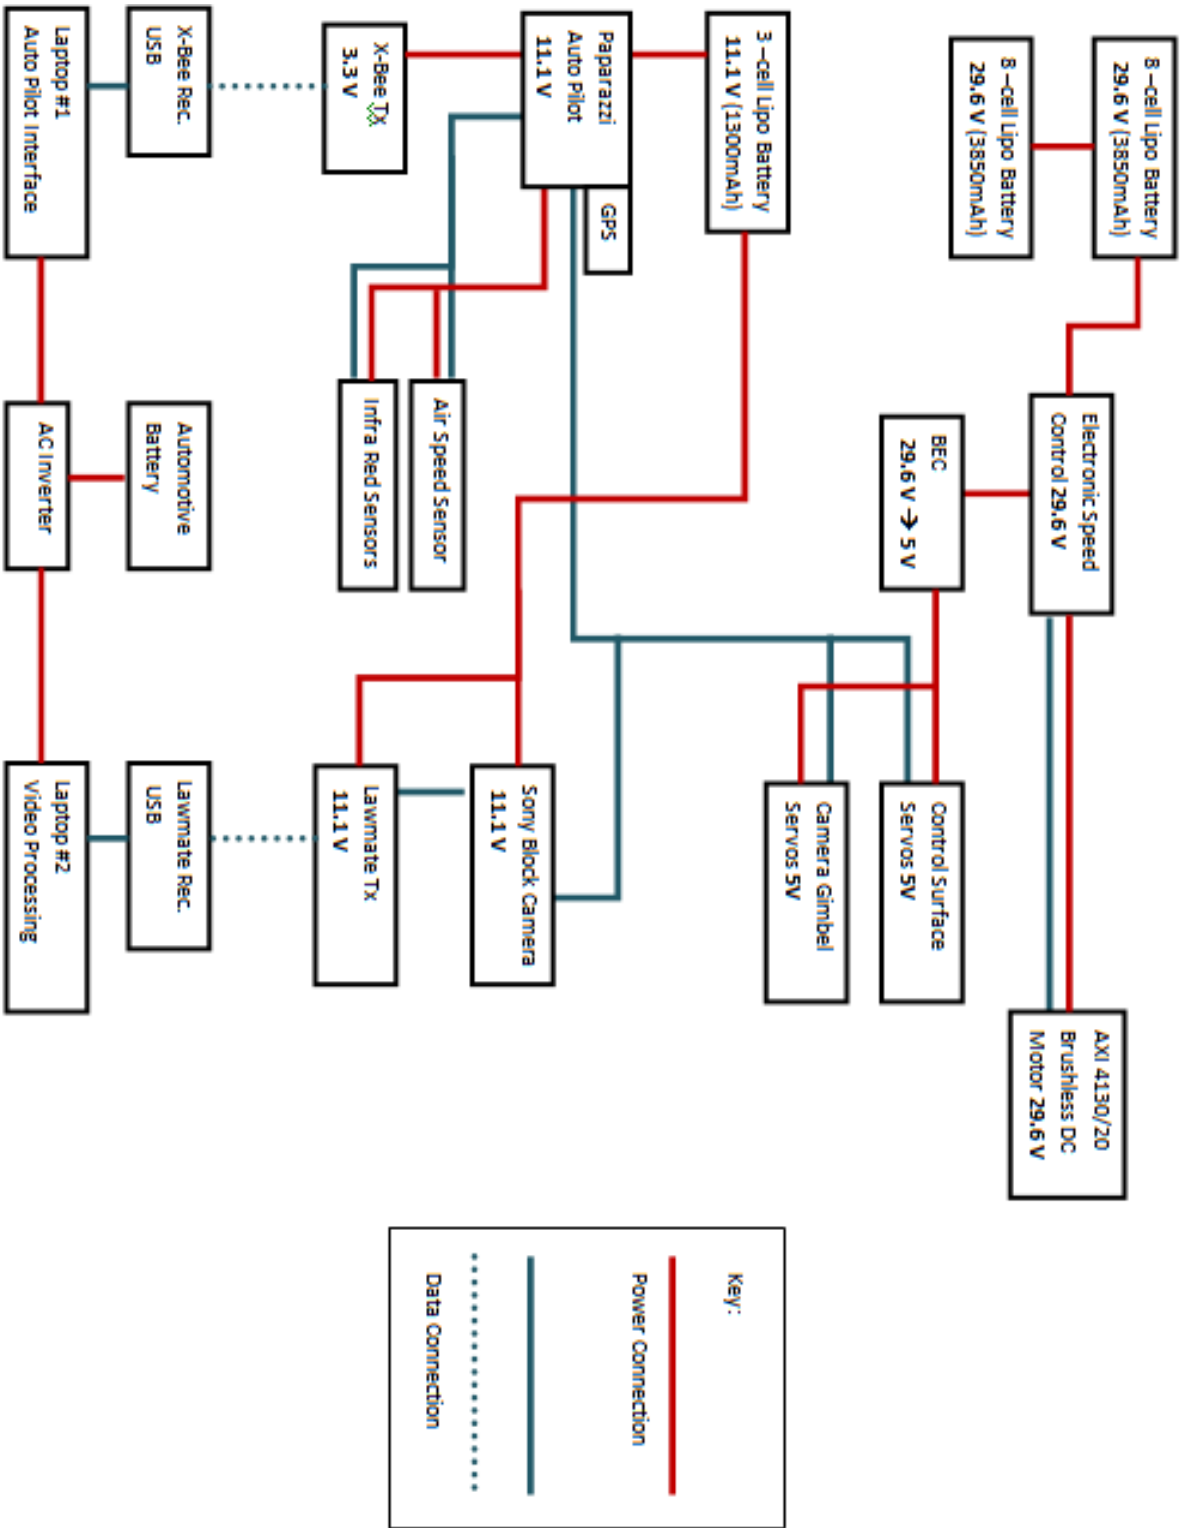 8 –cell Lipo Battery
29.6 V (3850mAh)
8 –cell Lipo Battery
29.6 V (3850mAh)
Electronic Speed
Control 29.6 V
AXI 4130/20
Brushless DC
Motor 29.6 V
BEC
29.6 V → 5 V
Control Surface
Servos 5V
Camera Gimbel
Servos 5V
3 –cell Lipo Battery
11.1 V (1300mAh)
Paparazzi
Auto Pilot
11.1 V
GPS
Air Speed Sensor
Infra Red Sensors
Sony Block Camera
11.1 V
X-Bee Tx
3.3 V
Lawmate Tx
11.1 V
X-Bee Rec.
USB
Automotive
Battery
Lawmate Rec.
USB
Laptop #1
Auto Pilot Interface
AC Inverter
Laptop #2
Video Processing
Key:
Power Connection
Data Connection